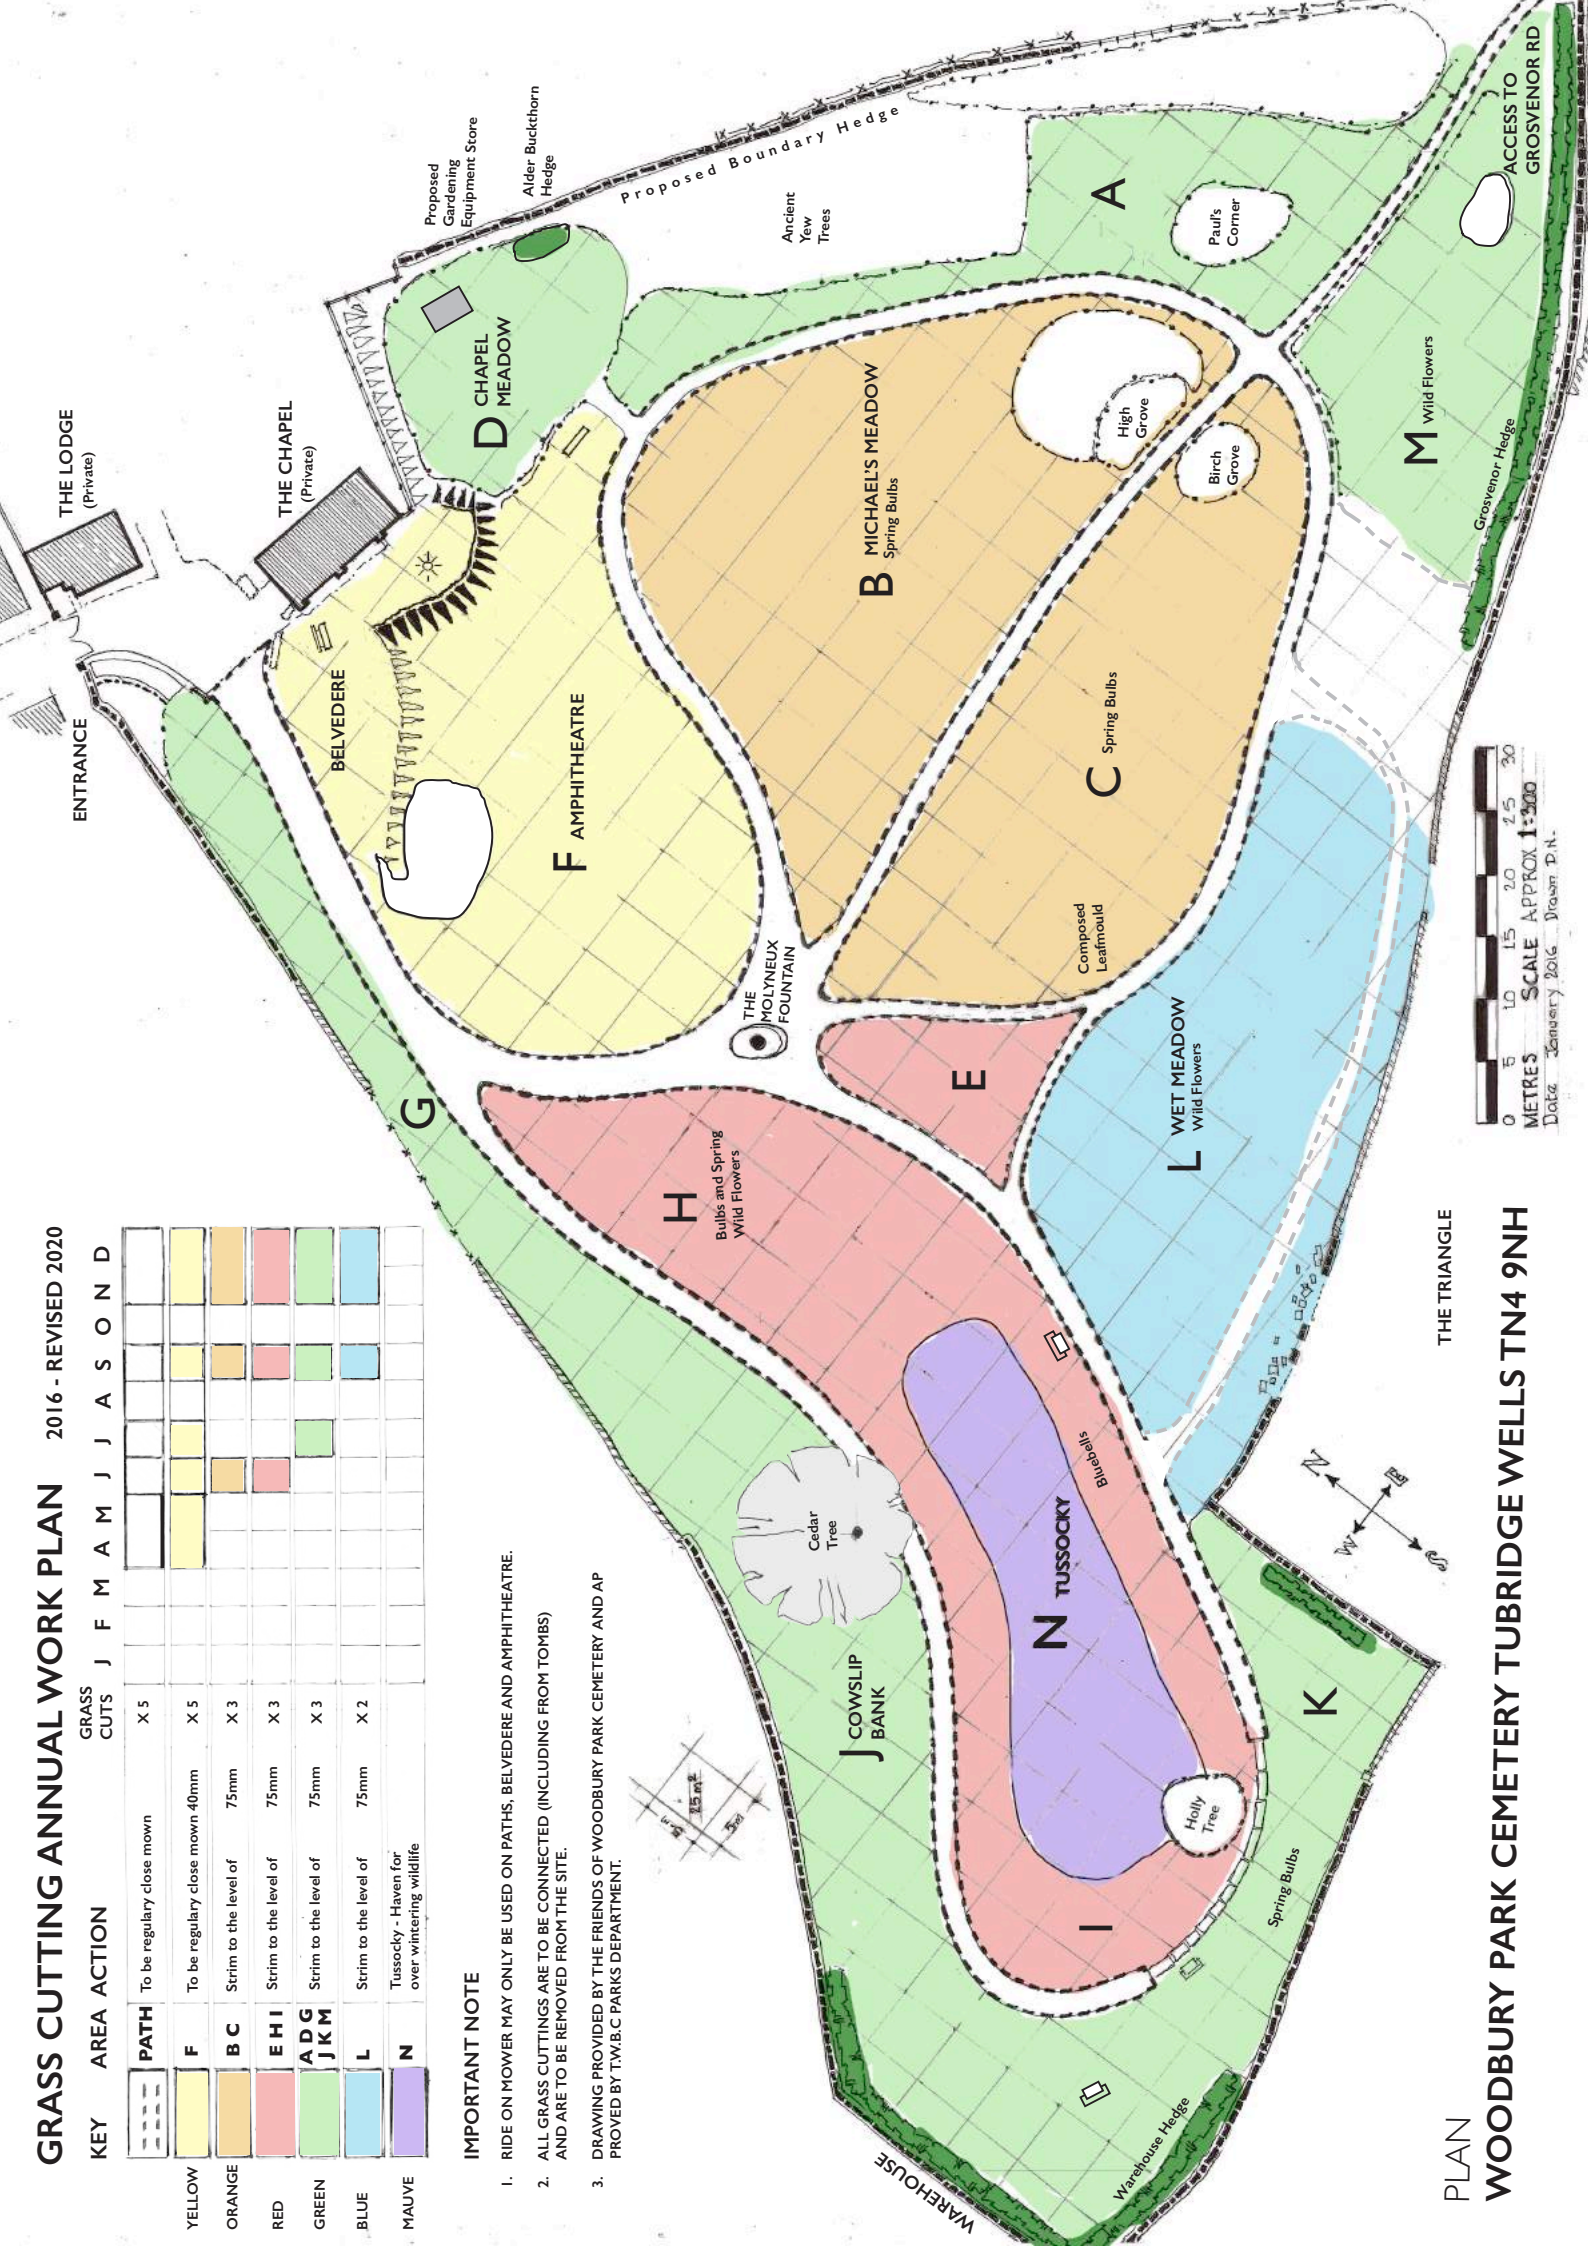 GRASS CUTTING ANNUAL WORK PLAN 2016 - REVISED 2020
KEY AREA ACTION GRASS CUTS J F M A M J J A S O N D
PATH To be regulary close mown X 5
YELLOW F To be regulary close mown 40mm X 5
ORANGE B C Strim to the level of 75mm X 3
RED E H I Strim to the level of 75mm X 3
GREEN A D G J K M Strim to the level of 75mm X 3
BLUE L Strim to the level of 75mm X 2
MAUVE N Tussocky - Haven for
over wintering wildlife
IMPORTANT NOTE
1. RIDE ON MOWER MAY ONLY BE USED ON PATHS, BELVEDERE AND AMPHITHEATRE.
2. ALL GRASS CUTTINGS ARE TO BE CONNECTED (INCLUDING FROM TOMBS)
AND ARE TO BE REMOVED FROM THE SITE.
3. DRAWING PROVIDED BY THE FRIENDS OF WOODBURY PARK CEMETERY AND AP
PROVED BY T.W.B.C PARKS DEPARTMENT.
25 m²
5m
ENTRANCE
THE LODGE
(Private)
THE CHAPEL
(Private)
Proposed
Gardening
Equipment Store
Alder Buckthorn
Hedge
Proposed Boundary Hedge
Ancient
Yew
Trees
D CHAPEL
MEADOW
BELVEDERE
F AMPHITHEATRE
G
THE
MOLYNEUX
FOUNTAIN
B MICHAEL'S MEADOW
Spring Bulbs
High
Grove
Birch
Grove
A
Paul's
Corner
ACCESS TO
GROSVENOR RD
M Wild Flowers
Grosvenor Hedge
C Spring Bulbs
Composed
Leafmould
E
H
Bulbs and Spring
Wild Flowers
L WET MEADOW
Wild Flowers
Cedar
Tree
J COWSLIP
BANK
N TUSSOCKY
Bluebells
Holly
Tree
I
K
Spring Bulbs
WAREHOUSE
Warehouse Hedge
N
E
S
W
THE TRIANGLE
0 5 10 15 20 25 30
METRES SCALE APPROX 1:300
Date January 2016 Drawn D.N.
PLAN
WOODBURY PARK CEMETERY TUBRIDGE WELLS TN4 9NH